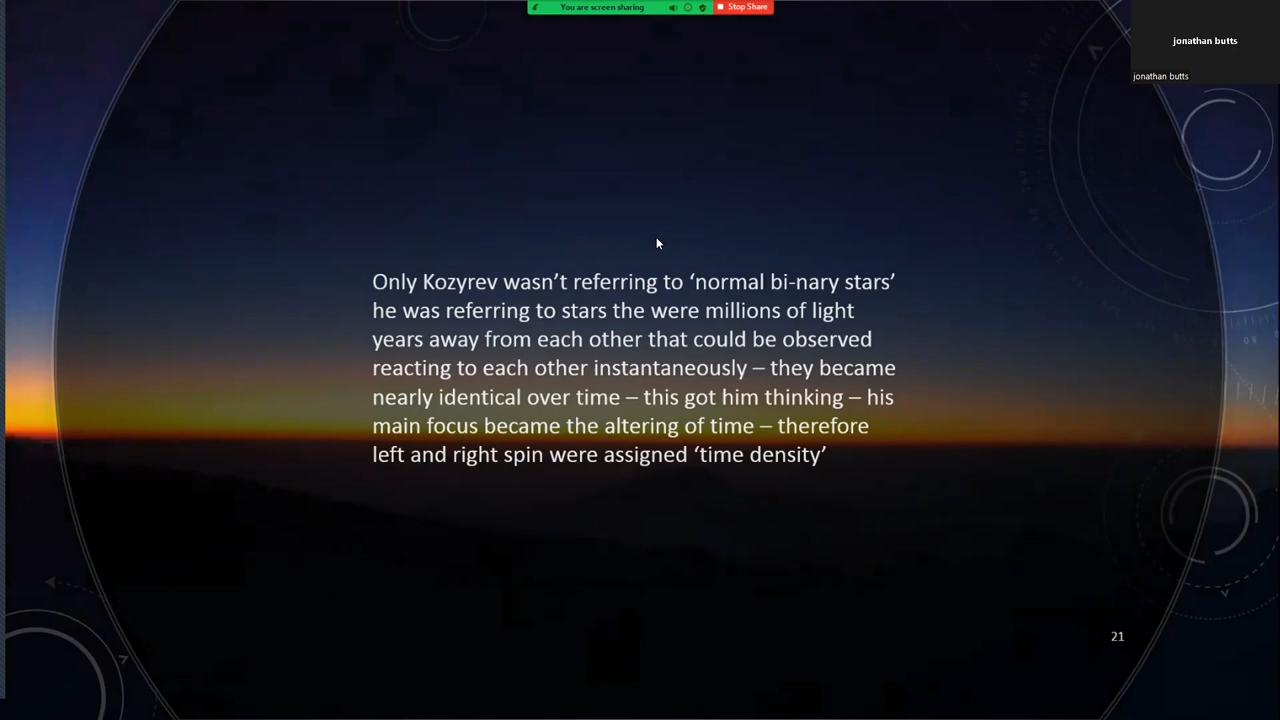 You are screen sharing
Stop Share
jonathan butts
jonathan butts
Only Kozyrev wasn’t referring to ‘normal bi-nary stars’
he was referring to stars the were millions of light
years away from each other that could be observed
reacting to each other instantaneously – they became
nearly identical over time – this got him thinking – his
main focus became the altering of time – therefore
left and right spin were assigned ‘time density’
21